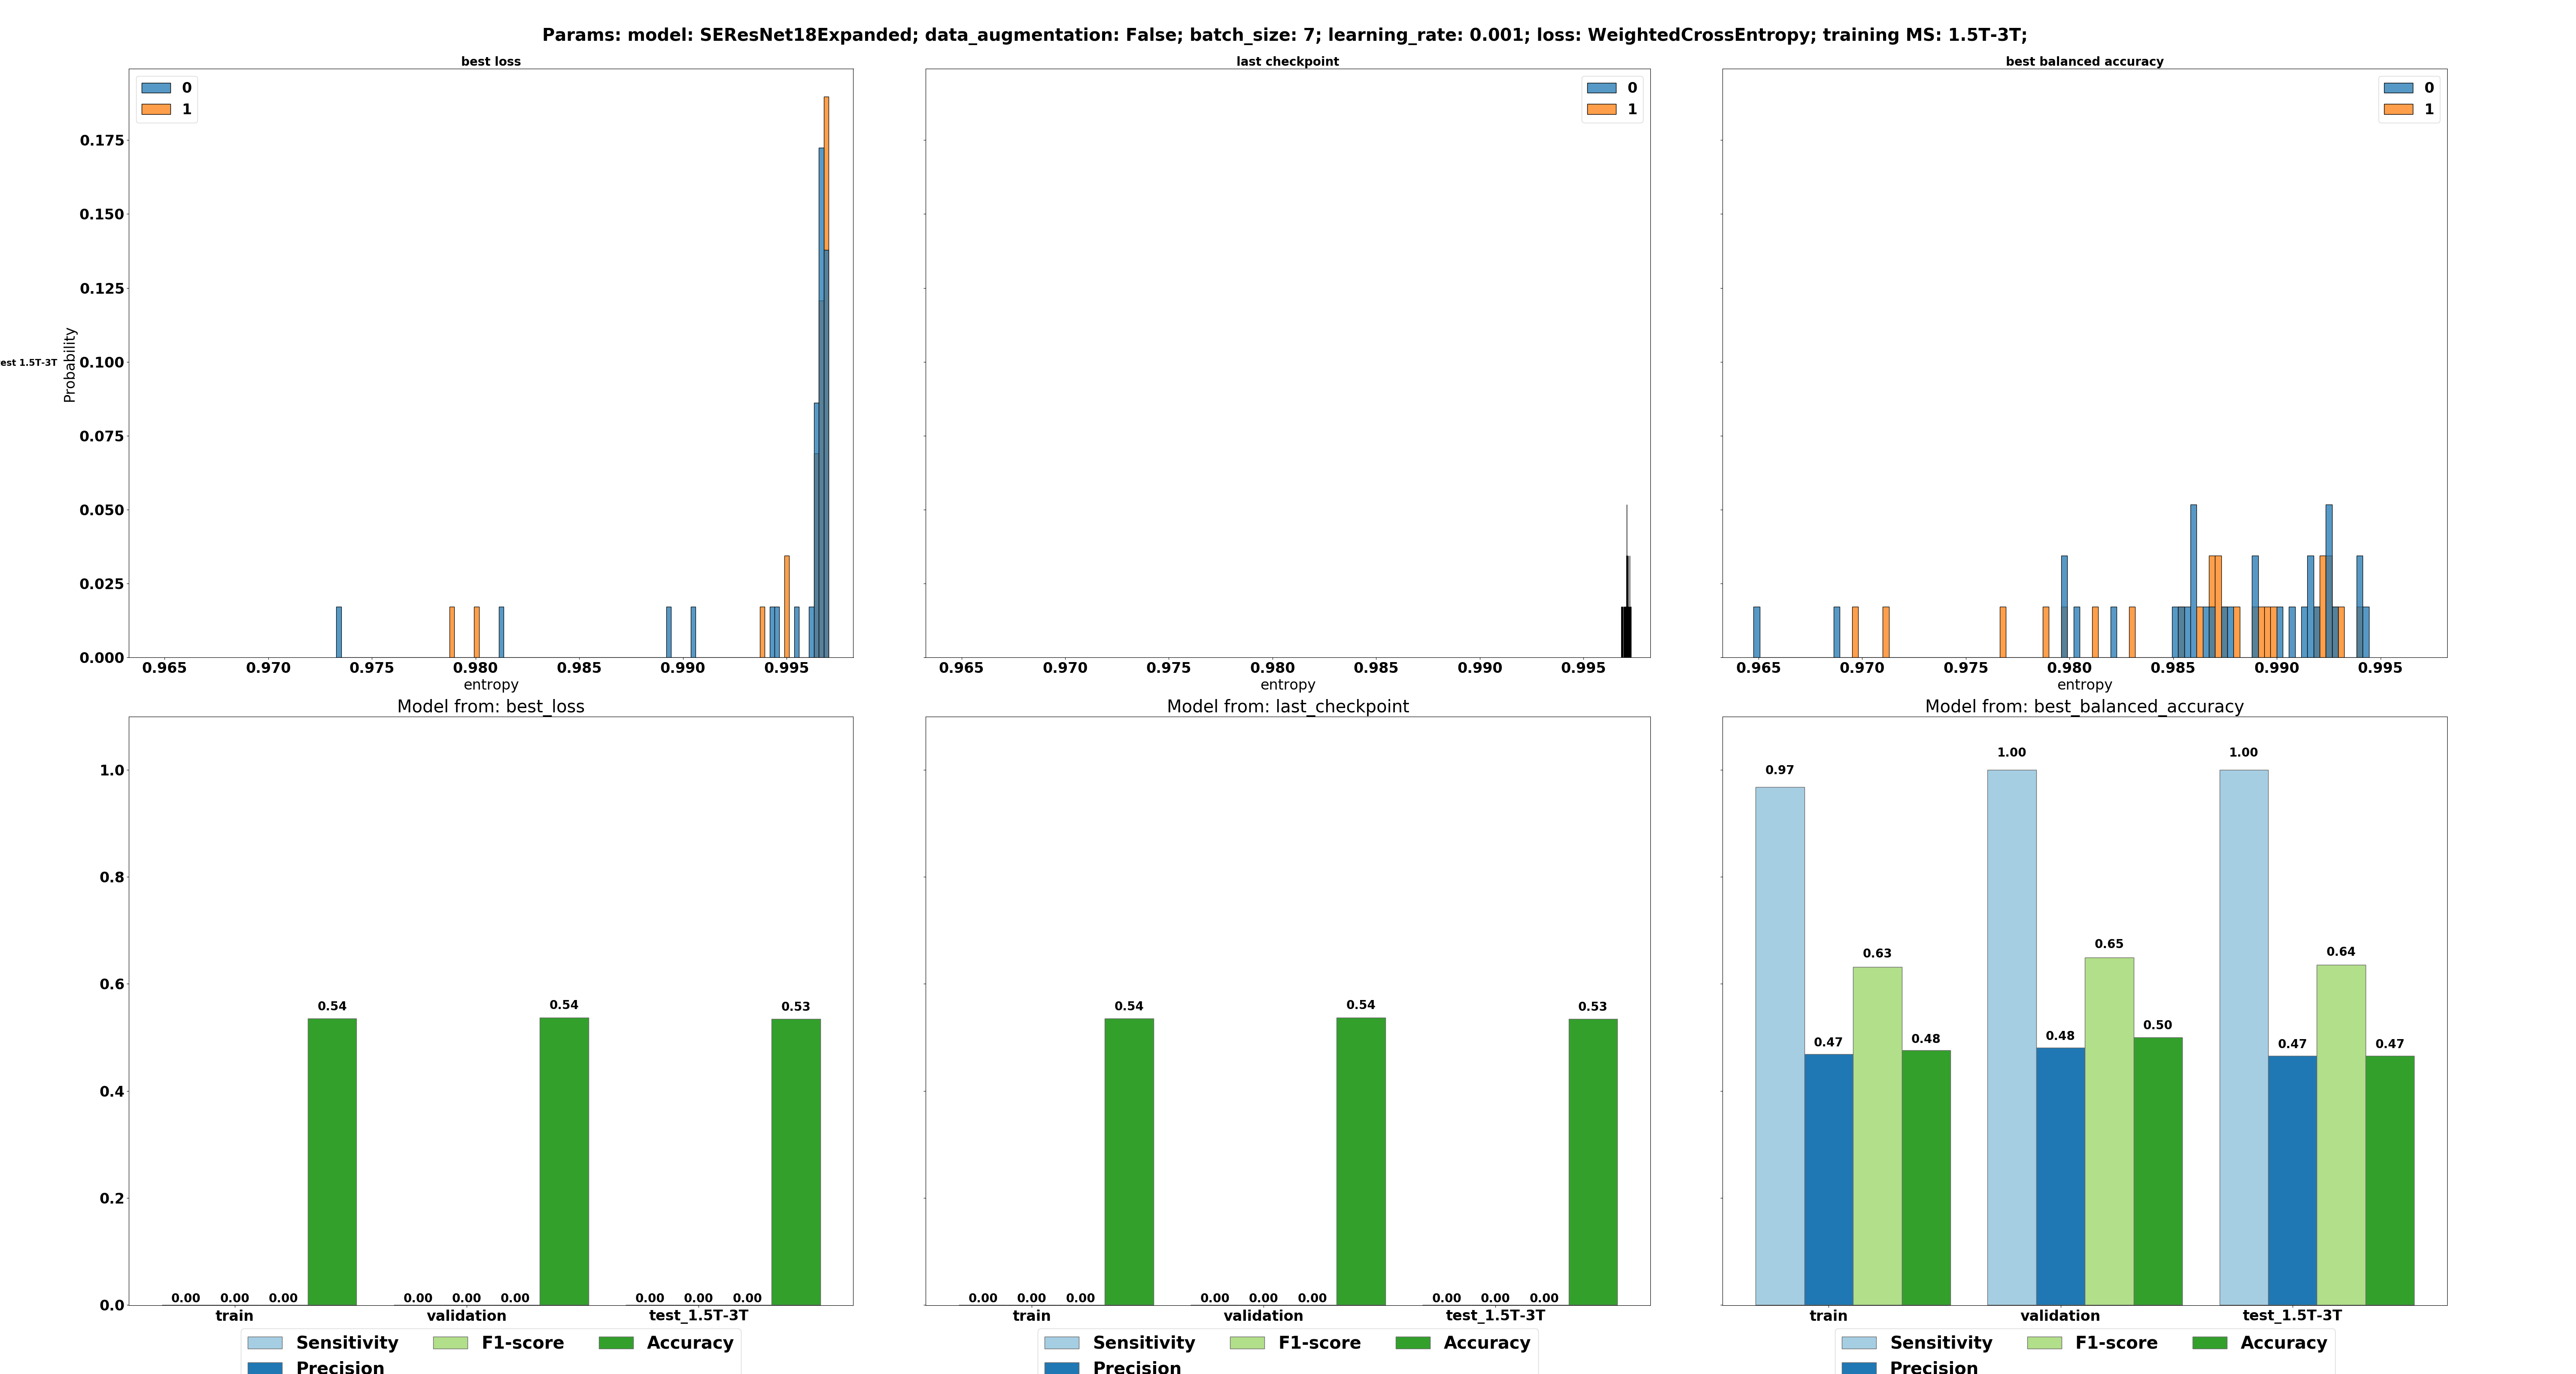 Params: model: SEResNet18Expanded; data_augmentation: False; batch_size: 7; learning_rate: 0.001; loss: WeightedCrossEntropy; training MS: 1.5T-3T;
best loss
0
1
0.175
0.150
0.125
0.100
0.075
0.050
0.025
0.000
est 1.5T-3T
Probability
0.965 0.970 0.975 0.980 0.985 0.990 0.995
entropy
last checkpoint
0
1
0.965 0.970 0.975 0.980 0.985 0.990 0.995
entropy
best balanced accuracy
0
1
0.965 0.970 0.975 0.980 0.985 0.990 0.995
entropy
Model from: best_loss
1.0
0.8
0.6
0.4
0.2
0.0
0.00 0.00 0.00 0.54 0.00 0.00 0.00 0.54 0.00 0.00 0.00 0.53
train validation test_1.5T-3T
Sensitivity F1-score Accuracy
Precision
Model from: last_checkpoint
0.00 0.00 0.00 0.54 0.00 0.00 0.00 0.54 0.00 0.00 0.00 0.53
train validation test_1.5T-3T
Sensitivity F1-score Accuracy
Precision
Model from: best_balanced_accuracy
0.97 0.47 0.63 0.48 1.00 0.48 0.65 0.50 1.00 0.47 0.64 0.47
train validation test_1.5T-3T
Sensitivity F1-score Accuracy
Precision